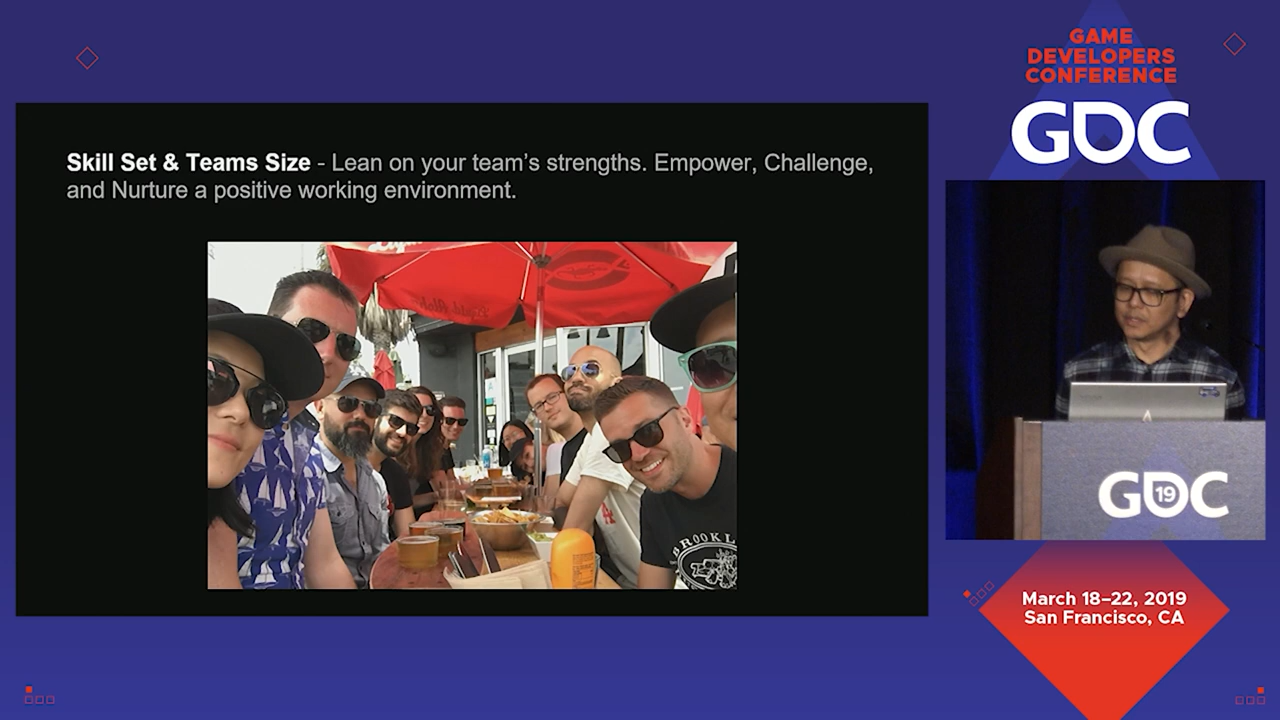 GAME
DEVELOPERS
CONFERENCE
GDC
Skill Set & Teams Size - Lean on your team's strengths. Empower, Challenge,
and Nurture a positive working environment.
BROOKL
GDC
19
March 18–22, 2019
San Francisco, CA